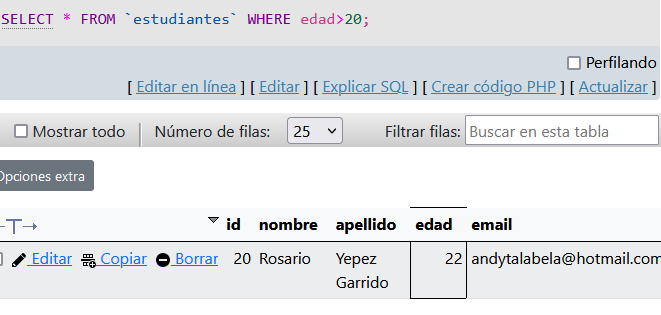 SELECT * FROM `estudiantes` WHERE edad>20;
Perfilando
[ Editar en línea ] [ Editar ] [ Explicar SQL ] [ Crear código PHP ] [ Actualizar ]
Mostrar todo Número de filas: 25 Filtrar filas: Buscar en esta tabla
Opciones extra
id nombre apellido edad email
Editar Copiar Borrar 20 Rosario Yepez 22 andytalabela@hotmail.com
Garrido